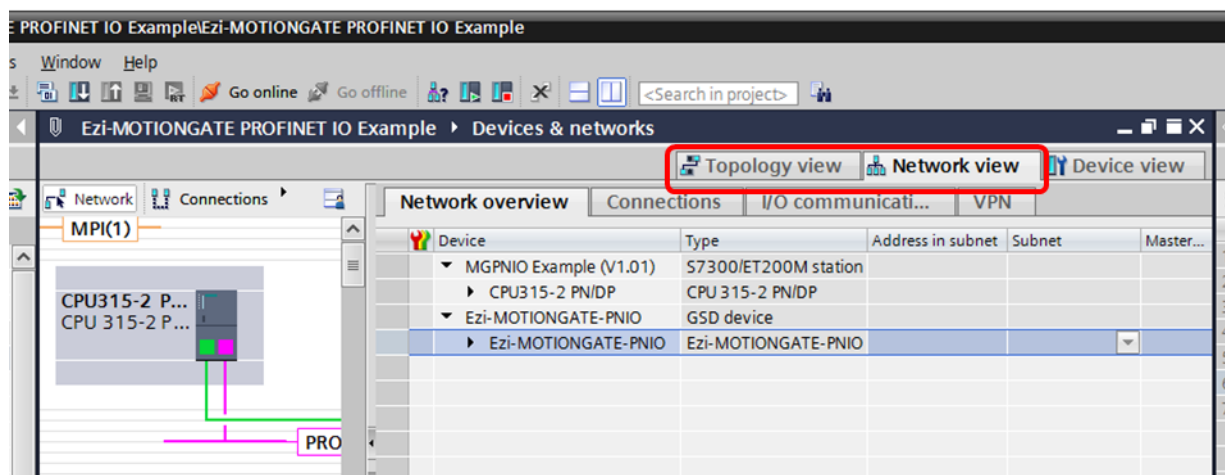 E PROFINET IO Example\Ezi-MOTIONGATE PROFINET IO Example
s Window Help
Go online Go offline <Search in project>
Ezi-MOTIONGATE PROFINET IO Example Devices & networks
Topology view Network view Device view
Network Connections
Network overview Connections I/O communicati... VPN
MPI(1)
Device Type Address in subnet Subnet Master...
MGPNIO Example (V1.01) S7300/ET200M station
CPU315-2 PN/DP CPU 315-2 PN/DP
Ezi-MOTIONGATE-PNIO GSD device
Ezi-MOTIONGATE-PNIO Ezi-MOTIONGATE-PNIO
CPU315-2 P...
CPU 315-2 P...
PRO